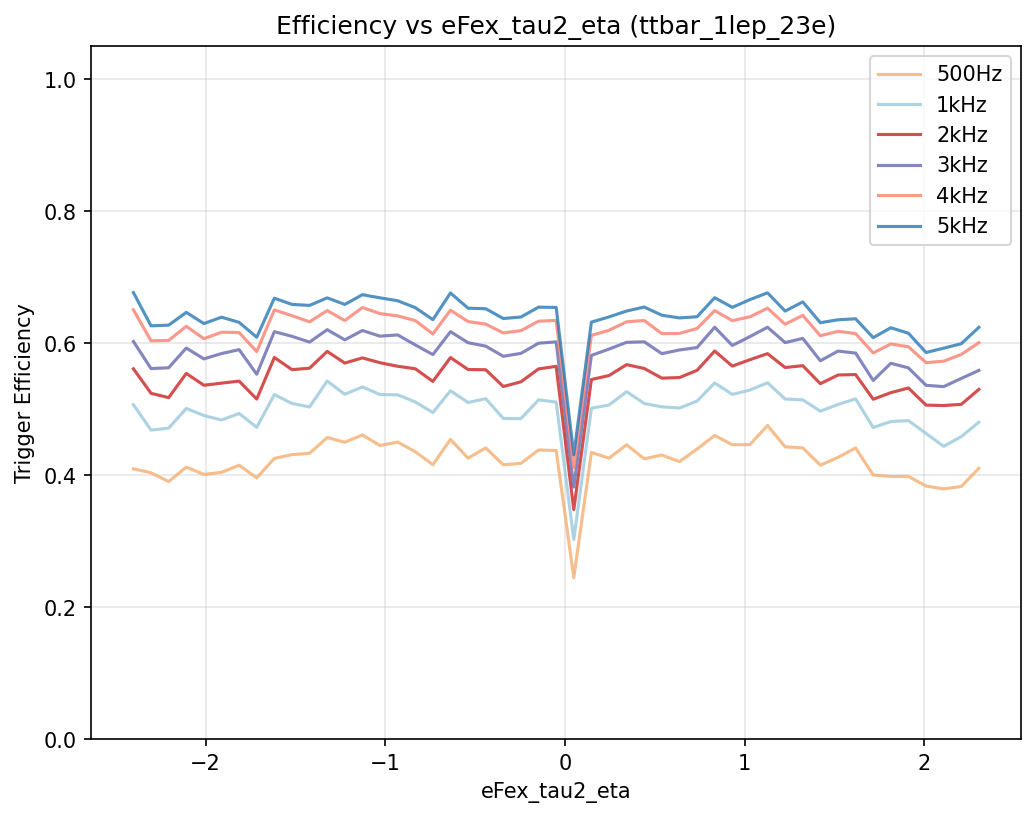 Efficiency vs eFex_tau2_eta (ttbar_1lep_23e)
1.0
0.8
0.6
0.4
0.2
0.0
Trigger Efficiency
500Hz
1kHz
2kHz
3kHz
4kHz
5kHz
−2
−1
0
1
2
eFex_tau2_eta